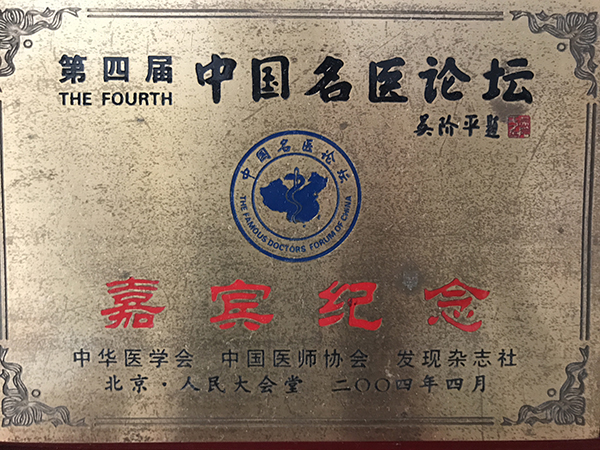 第四届 中国名医论坛
THE FOURTH
吴阶平题
中国名医论坛
THE FAMOUS DOCTORS FORUM OF CHINA
嘉宾纪念
中华医学会 中国医师协会 发现杂志社
北京·人民大会堂 二〇〇四年四月